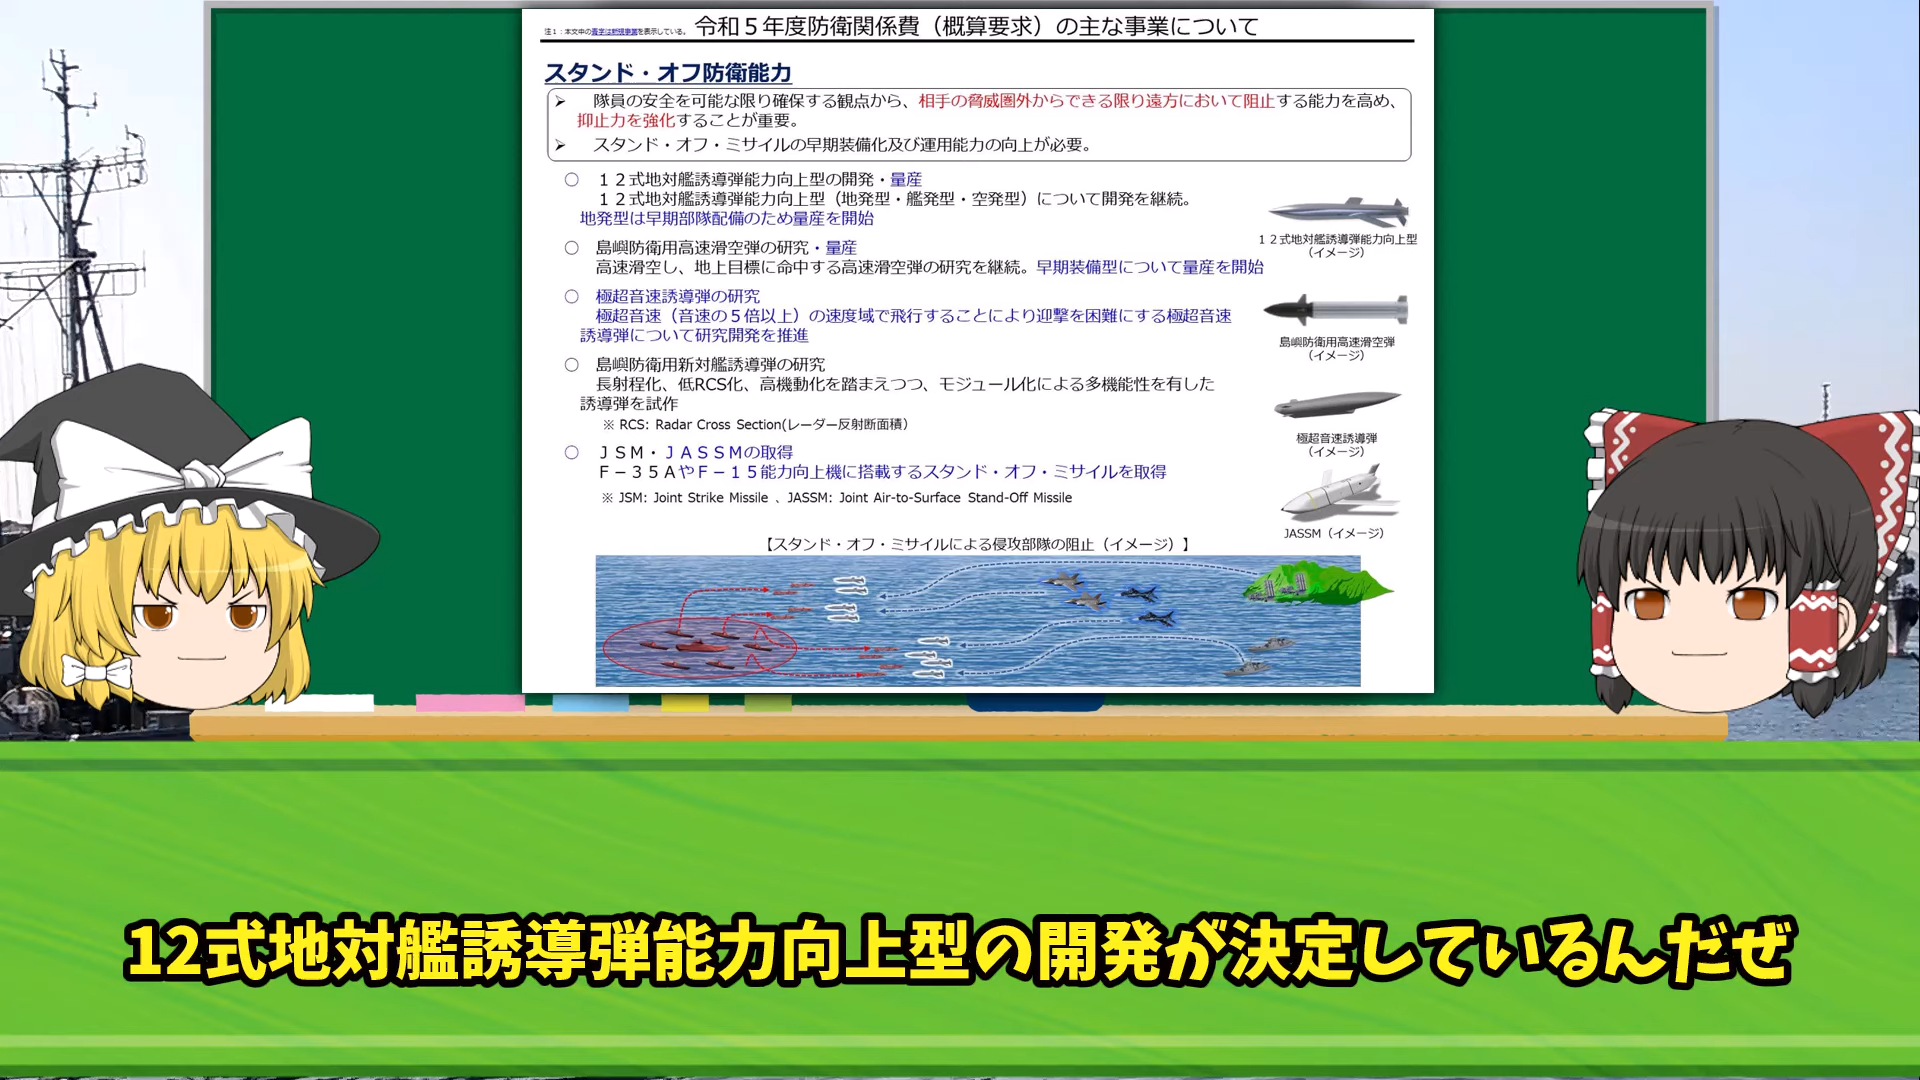 注１：本文中の青字は新規事業を表示している。 令和５年度防衛関係費（概算要求）の主な事業について
スタンド・オフ防衛能力
➢ 隊員の安全を可能な限り確保する観点から、相手の脅威圏外からできる限り遠方において阻止する能力を高め、
抑止力を強化することが重要。
➢ スタンド・オフ・ミサイルの早期装備化及び運用能力の向上が必要。
○ １２式地対艦誘導弾能力向上型の開発・量産
１２式地対艦誘導弾能力向上型（地発型・艦発型・空発型）について開発を継続。
地発型は早期部隊配備のため量産を開始
１２式地対艦誘導弾能力向上型
（イメージ）
○ 島嶼防衛用高速滑空弾の研究・量産
高速滑空し、地上目標に命中する高速滑空弾の研究を継続。早期装備型について量産を開始
○ 極超音速誘導弾の研究
極超音速（音速の５倍以上）の速度域で飛行することにより迎撃を困難にする極超音速
誘導弾について研究開発を推進
島嶼防衛用高速滑空弾
（イメージ）
○ 島嶼防衛用新対艦誘導弾の研究
長射程化、低RCS化、高機動化を踏まえつつ、モジュール化による多機能性を有した
誘導弾を試作
※ RCS: Radar Cross Section(レーダー反射断面積）
極超音速誘導弾
（イメージ）
○ ＪＳＭ・ＪＡＳＳＭの取得
Ｆ－３５ＡやＦ－１５能力向上機に搭載するスタンド・オフ・ミサイルを取得
※ JSM: Joint Strike Missile 、JASSM: Joint Air-to-Surface Stand-Off Missile
JASSM（イメージ）
【スタンド・オフ・ミサイルによる侵攻部隊の阻止（イメージ）】
12式地対艦誘導弾能力向上型の開発が決定しているんだぜ